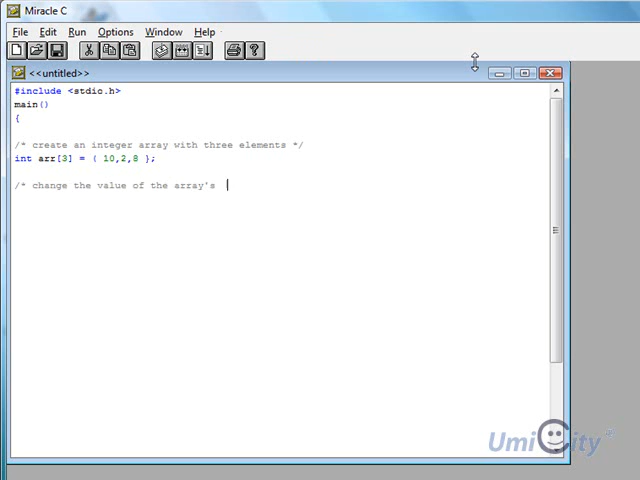 Miracle C
File Edit Run Options Window Help
<<untitled>>
#include <stdio.h>
main()
{
/* create an integer array with three elements */
int arr[3] = { 10,2,8 };
/* change the value of the array's
UmiCity